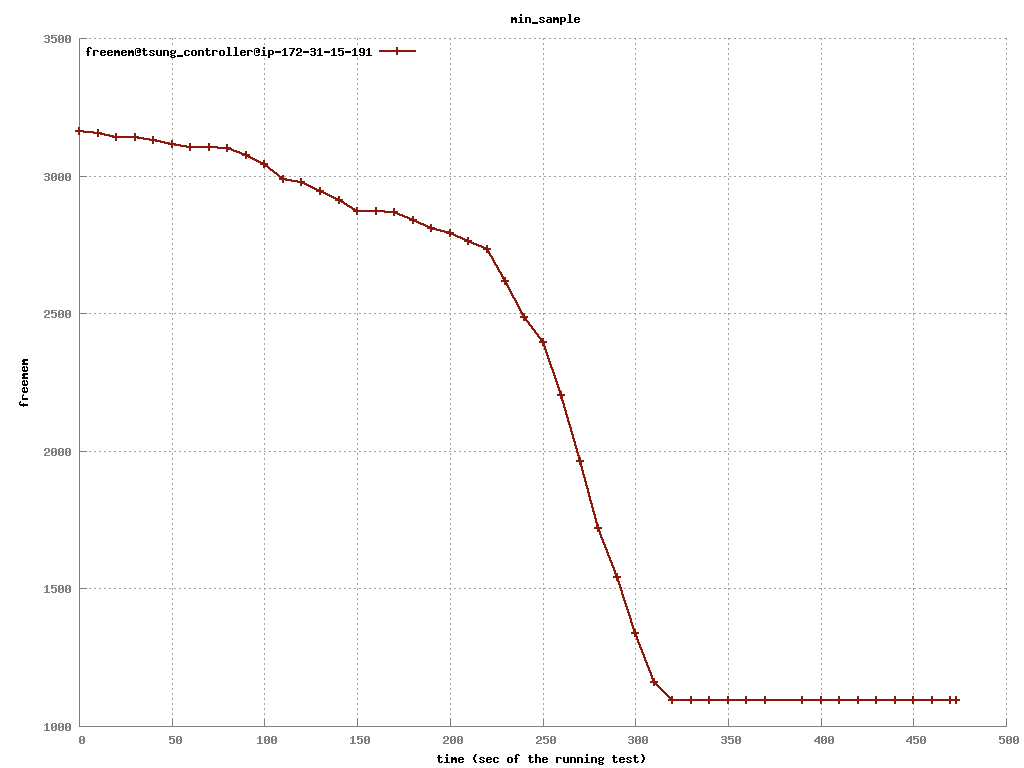 min_sample
3500
freemem@tsung_controller@ip-172-31-15-191
3000
2500
freemem
2000
1500
1000
0 50 100 150 200 250 300 350 400 450 500
time (sec of the running test)